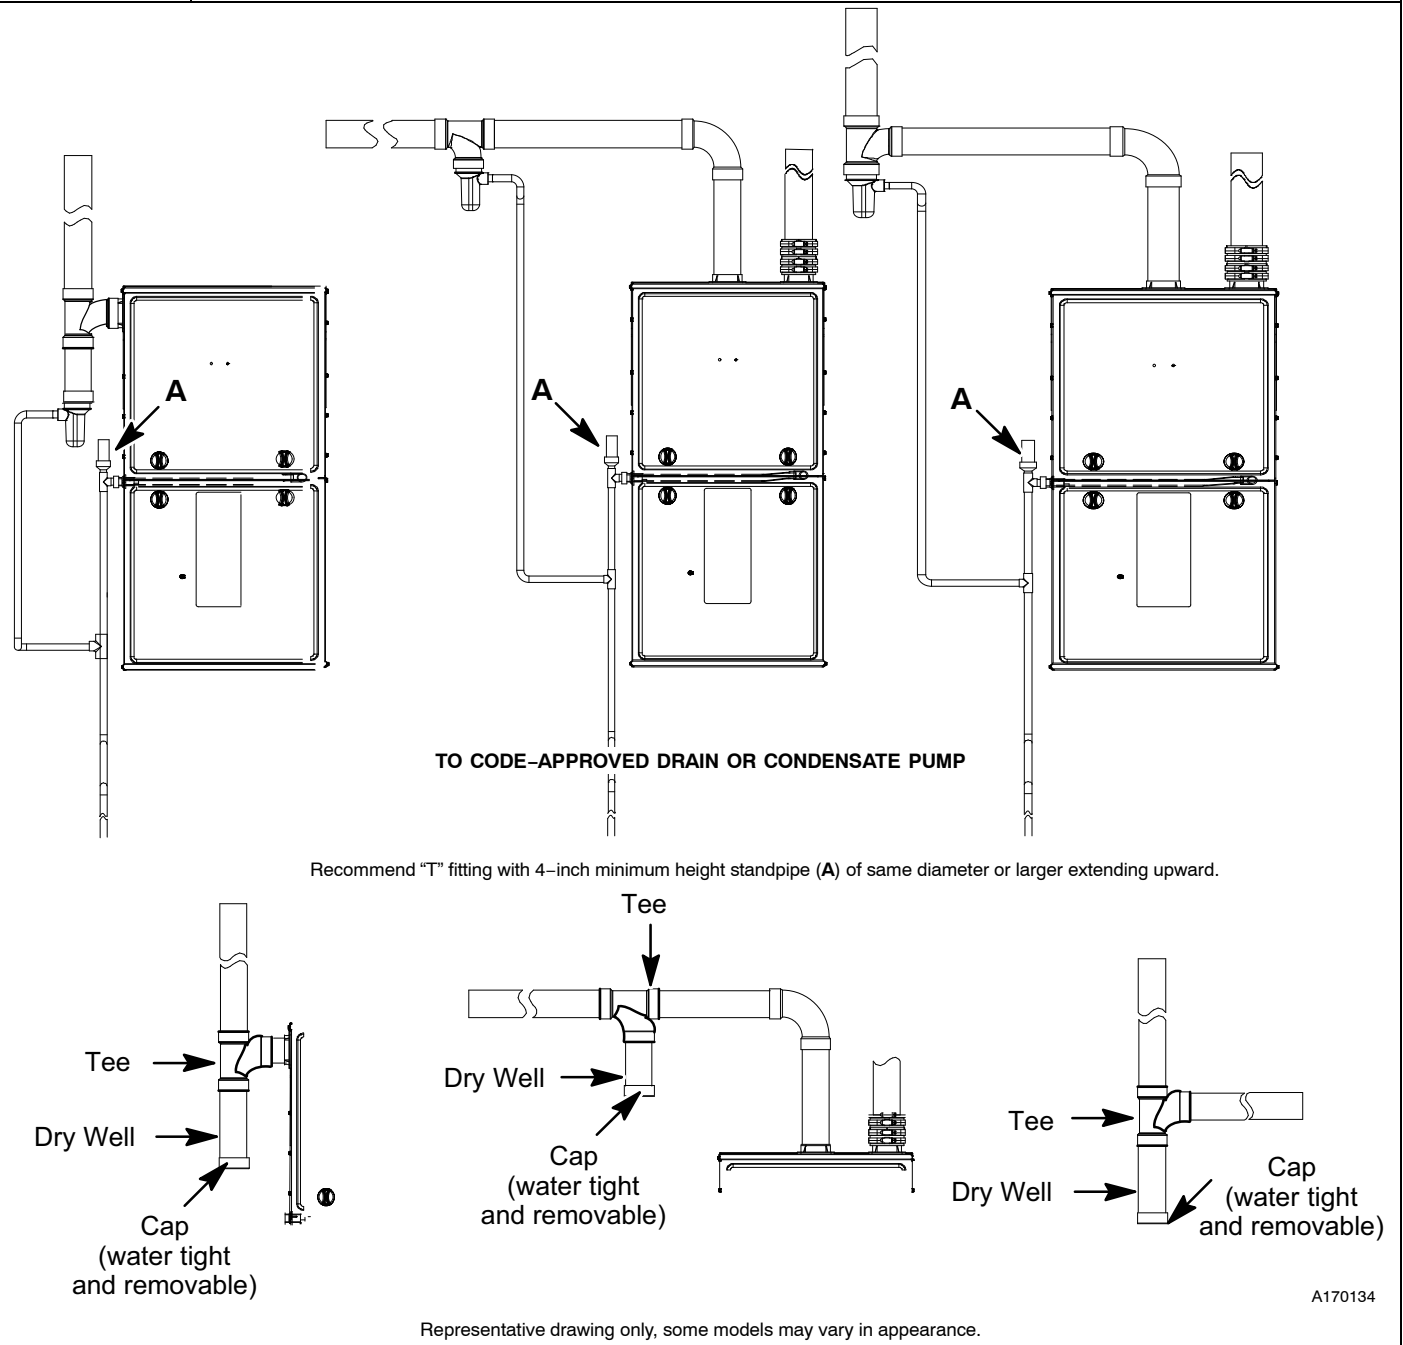 A
A
A
TO CODE–APPROVED DRAIN OR CONDENSATE PUMP
Recommend “T” fitting with 4–inch minimum height standpipe (A) of same diameter or larger extending upward.
Tee
Dry Well
Cap
(water tight
and removable)
Tee
Dry Well
Cap
(water tight
and removable)
Tee
Dry Well
Cap
(water tight
and removable)
A170134
Representative drawing only, some models may vary in appearance.